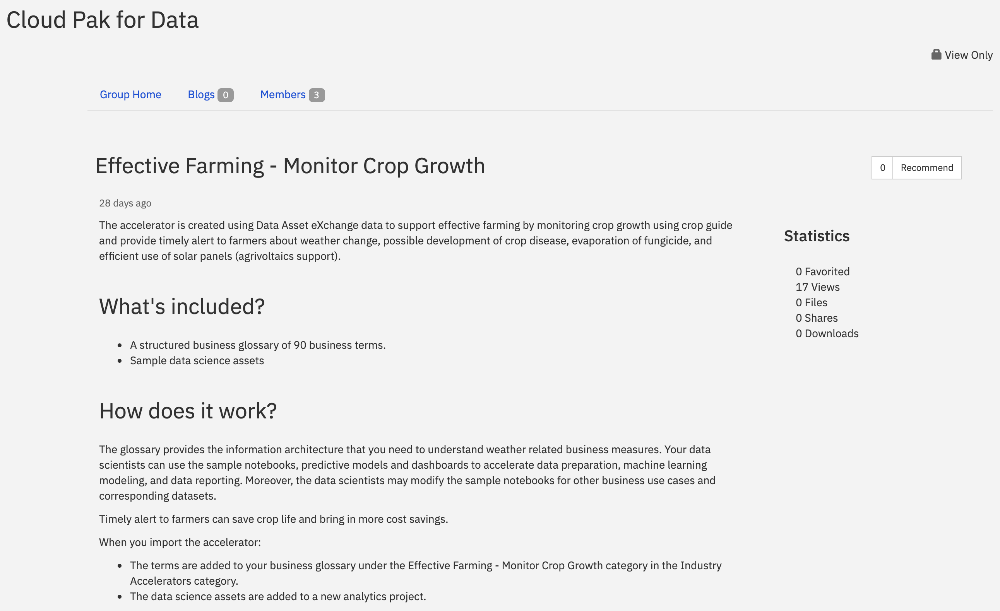 Cloud Pak for Data
View Only
Group Home Blogs 0 Members 3
Effective Farming - Monitor Crop Growth
0 Recommend
28 days ago
The accelerator is created using Data Asset eXchange data to support effective farming by monitoring crop growth using crop guide
and provide timely alert to farmers about weather change, possible development of crop disease, evaporation of fungicide, and
efficient use of solar panels (agrivoltaics support).
Statistics
0 Favorited
17 Views
0 Files
0 Shares
0 Downloads
What's included?
A structured business glossary of 90 business terms.
Sample data science assets
How does it work?
The glossary provides the information architecture that you need to understand weather related business measures. Your data
scientists can use the sample notebooks, predictive models and dashboards to accelerate data preparation, machine learning
modeling, and data reporting. Moreover, the data scientists may modify the sample notebooks for other business use cases and
corresponding datasets.
Timely alert to farmers can save crop life and bring in more cost savings.
When you import the accelerator:
The terms are added to your business glossary under the Effective Farming - Monitor Crop Growth category in the Industry
Accelerators category.
The data science assets are added to a new analytics project.